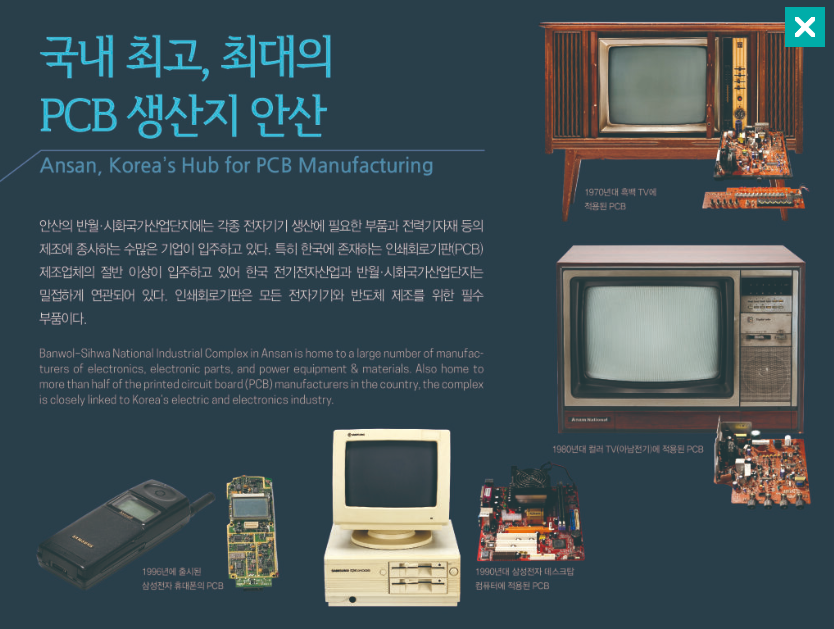 국내 최고, 최대의
PCB 생산지 안산
Ansan, Korea's Hub for PCB Manufacturing
안산의 반월·시화국가산업단지에는 각종 전자기기 생산에 필요한 부품과 전력기자재 등의
제조에 종사하는 수많은 기업이 입주하고 있다. 특히 한국에 존재하는 인쇄회로기판(PCB)
제조업체의 절반 이상이 입주하고 있어 한국 전기전자산업과 반월·시화국가산업단지는
밀접하게 연관되어 있다. 인쇄회로기판은 모든 전자기기와 반도체 제조를 위한 필수
부품이다.
Banwol-Sihwa National Industrial Complex in Ansan is home to a large number of manufac-
turers of electronics, electronic parts, and power equipment & materials. Also home to
more than half of the printed circuit board (PCB) manufacturers in the country, the complex
is closely linked to Korea's electric and electronics industry.
1970년대 흑백 TV에
적용된 PCB
Anam National
1980년대 컬러 TV(아남전기)에 적용된 PCB
SAMSUNG
1996년에 출시된
삼성전자 휴대폰의 PCB
1990년대 삼성전자 데스크탑
컴퓨터에 적용된 PCB